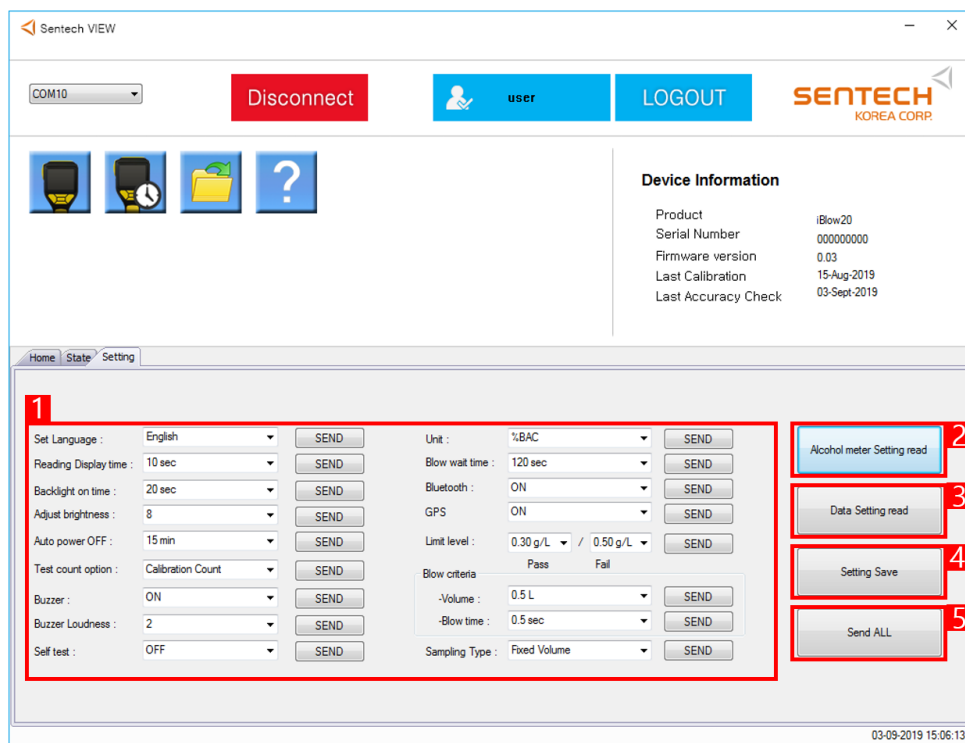 Sentech VIEW
COM10
Disconnect
user
LOGOUT
SENTECH
KOREA CORP.
?
Device Information
Product iBlow20
Serial Number 000000000
Firmware version 0.03
Last Calibration 15-Aug-2019
Last Accuracy Check 03-Sept-2019
Home State Setting
1
Set Language : English SEND
Reading Display time : 10 sec SEND
Backlight on time : 20 sec SEND
Adjust brightness : 8 SEND
Auto power OFF : 15 min SEND
Test count option : Calibration Count SEND
Buzzer : ON SEND
Buzzer Loudness : 2 SEND
Self test : OFF SEND
Unit : %BAC SEND
Blow wait time : 120 sec SEND
Bluetooth : ON SEND
GPS ON SEND
Limit level : 0.30 g/L / 0.50 g/L SEND
Pass Fail
Blow criteria
-Volume : 0.5 L SEND
-Blow time : 0.5 sec SEND
Sampling Type : Fixed Volume SEND
2
Alcohol meter Setting read
3
Data Setting read
4
Setting Save
5
Send ALL
03-09-2019 15:06:13